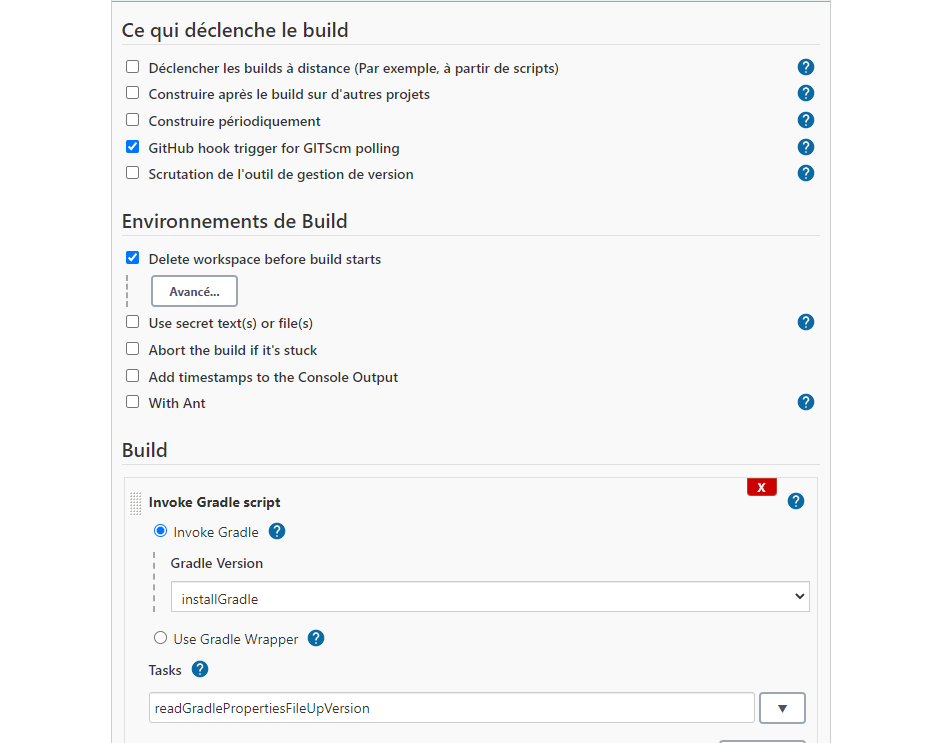 Ce qui déclenche le build
Déclencher les builds à distance (Par exemple, à partir de scripts)
?
Construire après le build sur d'autres projets
?
Construire périodiquement
?
GitHub hook trigger for GITScm polling
?
Scrutation de l'outil de gestion de version
?
Environnements de Build
Delete workspace before build starts
Avancé...
Use secret text(s) or file(s)
?
Abort the build if it's stuck
Add timestamps to the Console Output
With Ant
?
Build
X
Invoke Gradle script
?
Invoke Gradle ?
Gradle Version
installGradle
Use Gradle Wrapper ?
Tasks ?
readGradlePropertiesFileUpVersion